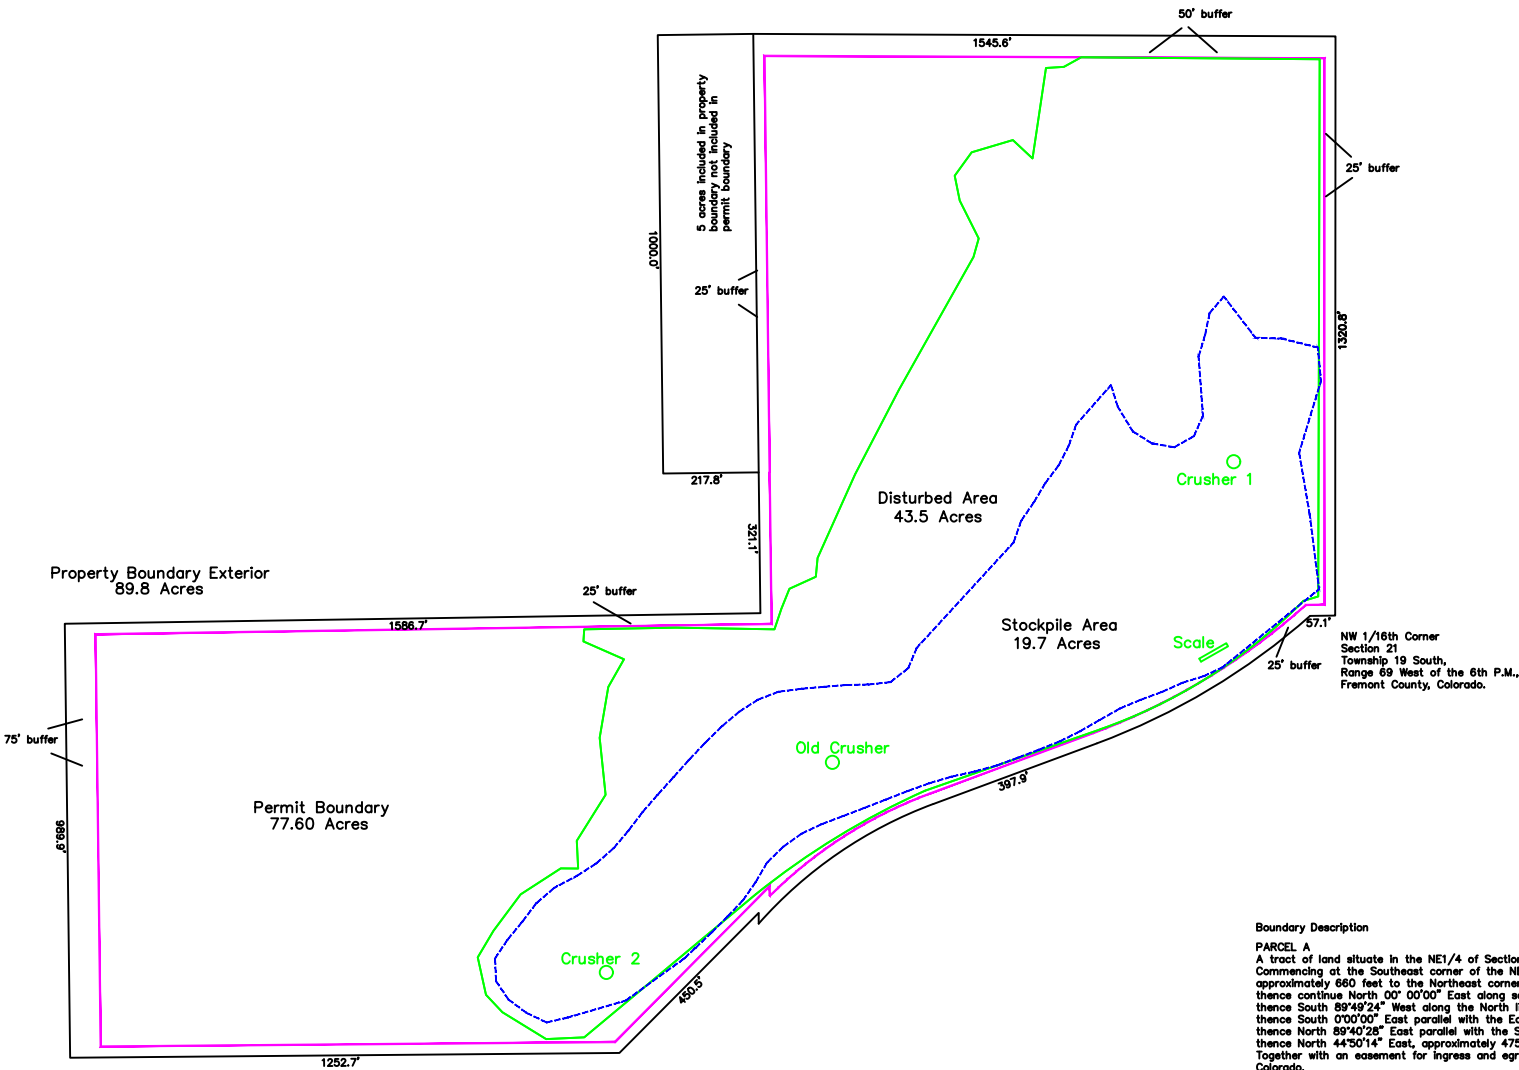 50' buffer
1545.6'
5 acres included in property
boundary not included in
permit boundary
25' buffer
1000.0'
25' buffer
1320.8'
217.8'
Crusher 1
Disturbed Area
43.5 Acres
321.1'
Property Boundary Exterior
89.8 Acres
25' buffer
1586.7'
Stockpile Area
19.7 Acres
Scale
57.1'
25' buffer
NW 1/16th Corner
Section 21
Township 19 South,
Range 69 West of the 6th P.M.,
Fremont County, Colorado.
75' buffer
Old Crusher
397.9'
Permit Boundary
77.60 Acres
989.9'
Crusher 2
450.5'
1252.7'
Boundary Description
PARCEL A
A tract of land situate in the NE1/4 of Section
Commencing at the Southeast corner of the
approximately 660 feet to the Northeast corner
thence continue North 00° 00'00" East along
thence South 89°49'24" West along the North
thence South 0°00'00" East parallel with the
thence North 89°40'28" East parallel with the
thence North 44°50'14" East, approximately
Together with an easement for ingress and
Colorado.